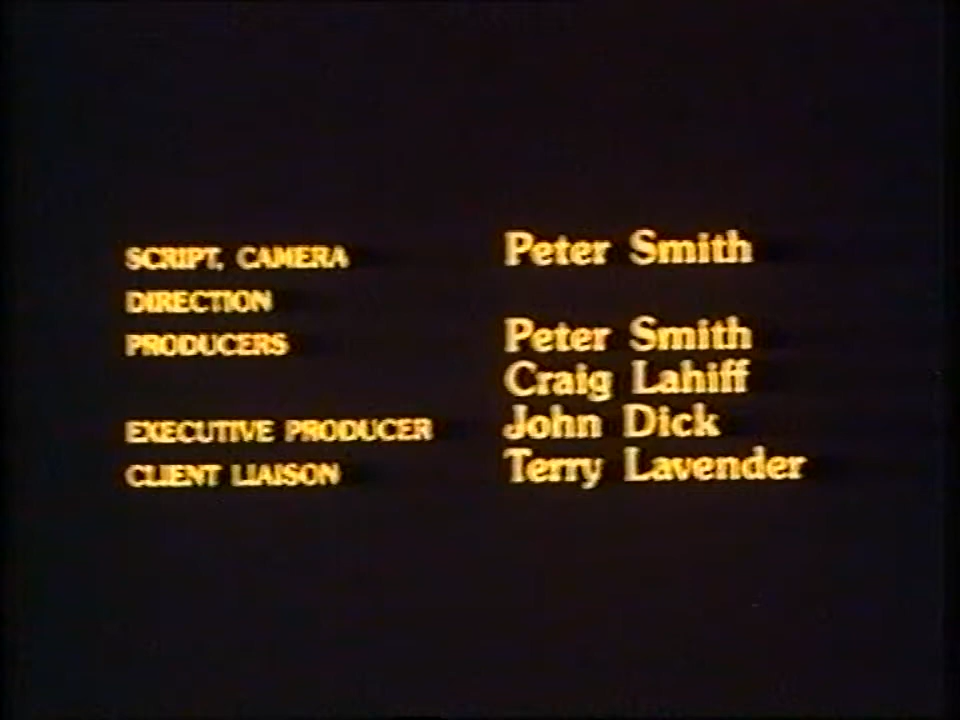 SCRIPT, CAMERA Peter Smith
DIRECTION
PRODUCERS Peter Smith
Craig Lahiff
EXECUTIVE PRODUCER John Dick
CLIENT LIAISON Terry Lavender